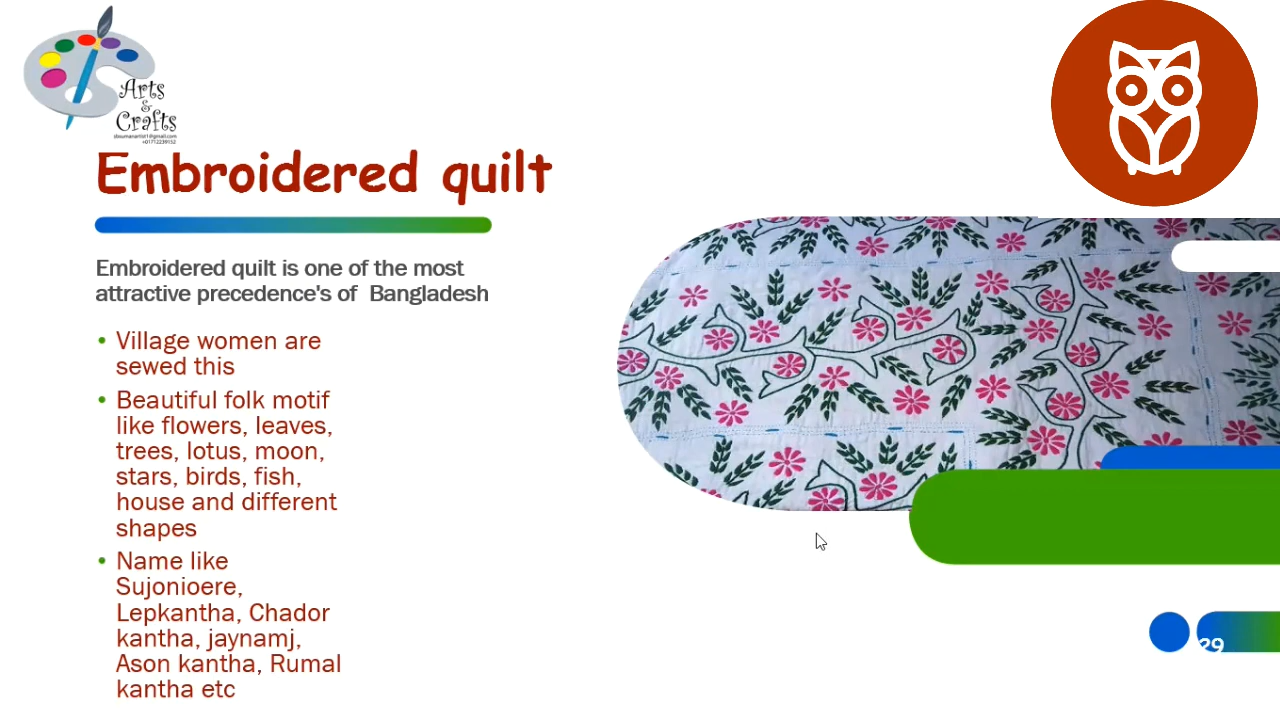 Arts
&
Crafts
Embroidered quilt
Embroidered quilt is one of the most
attractive precedence's of Bangladesh
• Village women are
sewed this
• Beautiful folk motif
like flowers, leaves,
trees, lotus, moon,
stars, birds, fish,
house and different
shapes
• Name like
Sujonioere,
Lepkantha, Chador
kantha, jaynamj,
Ason kantha, Rumal
kantha etc
29